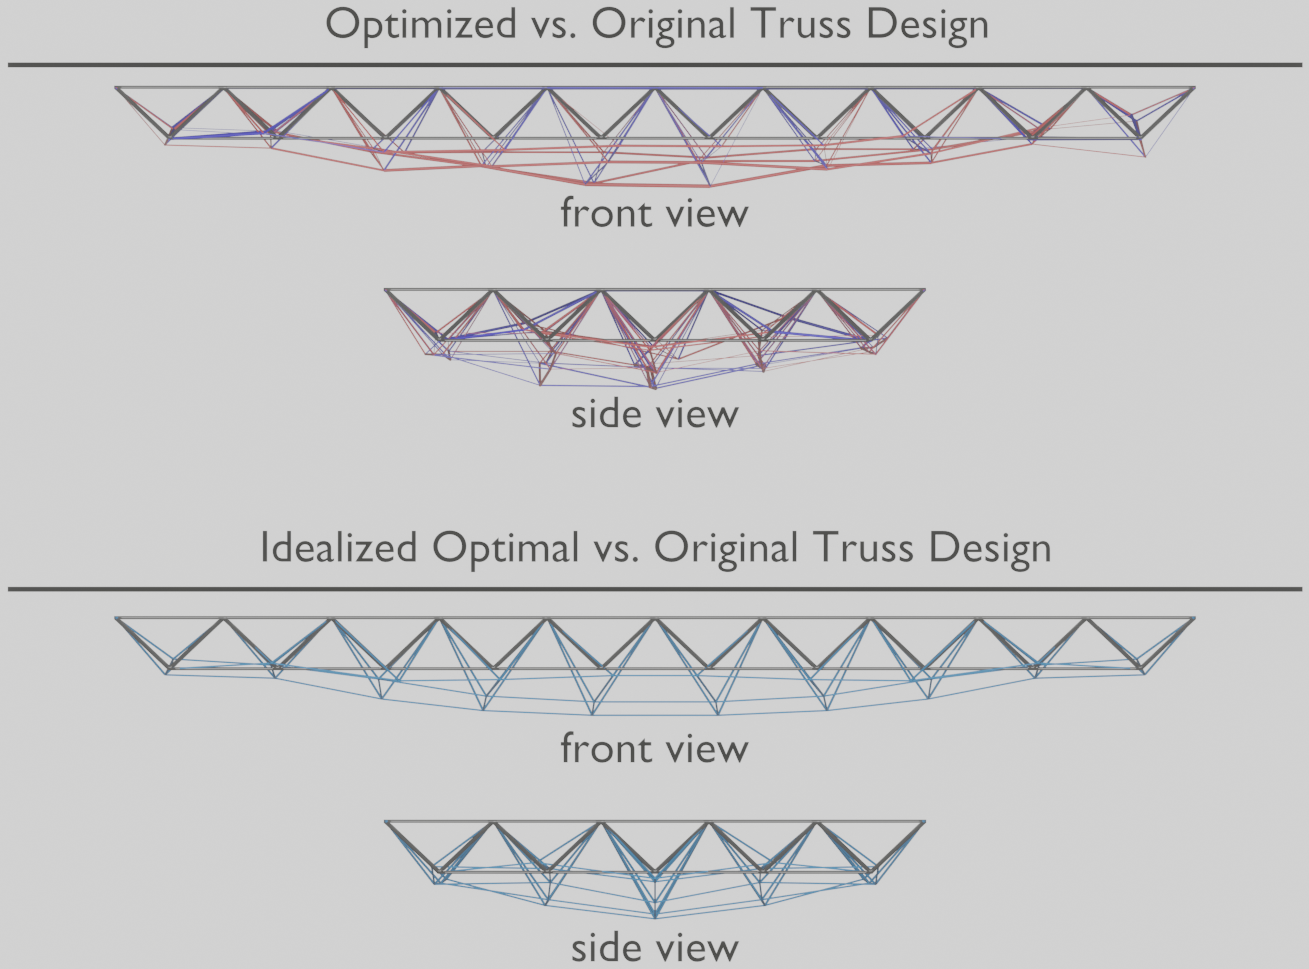 Optimized vs. Original Truss Design
front view
side view
Idealized Optimal vs. Original Truss Design
front view
side view